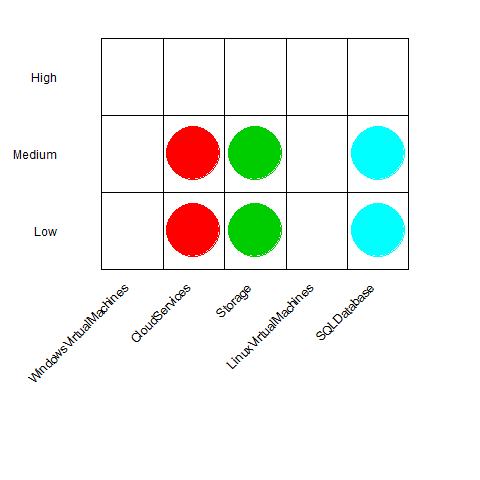 High
Medium
Low
WindowsVirtualMachines
CloudServices
Storage
LinuxVirtualMachines
SQLDatabase